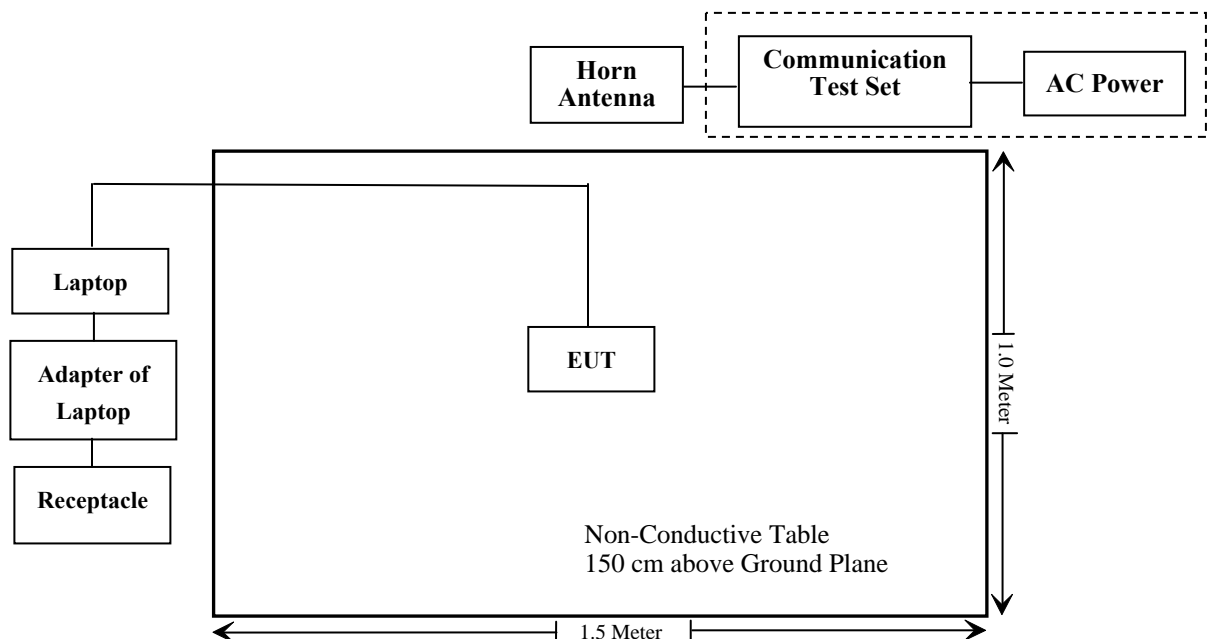 Horn
Antenna
Communication
Test Set
AC Power
Laptop
Adapter of
Laptop
Receptacle
EUT
1.0 Meter
Non-Conductive Table
150 cm above Ground Plane
1.5 Meter